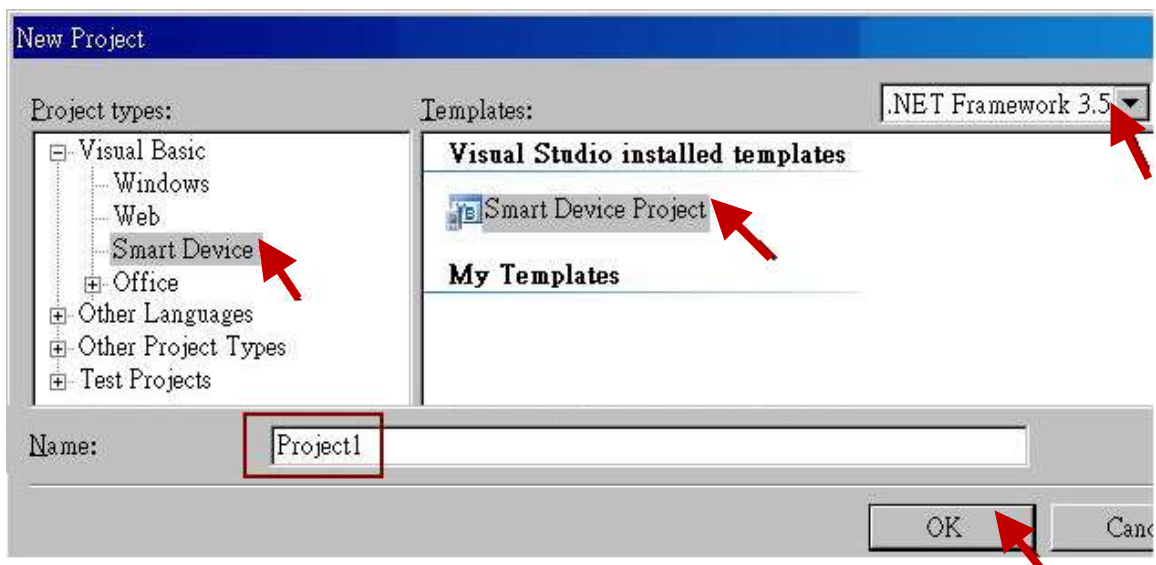 New Project
Project types:
Templates:
.NET Framework 3.5
Visual Basic
Windows
Web
Smart Device
Office
Other Languages
Other Project Types
Test Projects
Visual Studio installed templates
Smart Device Project
My Templates
Name:
Project1
OK